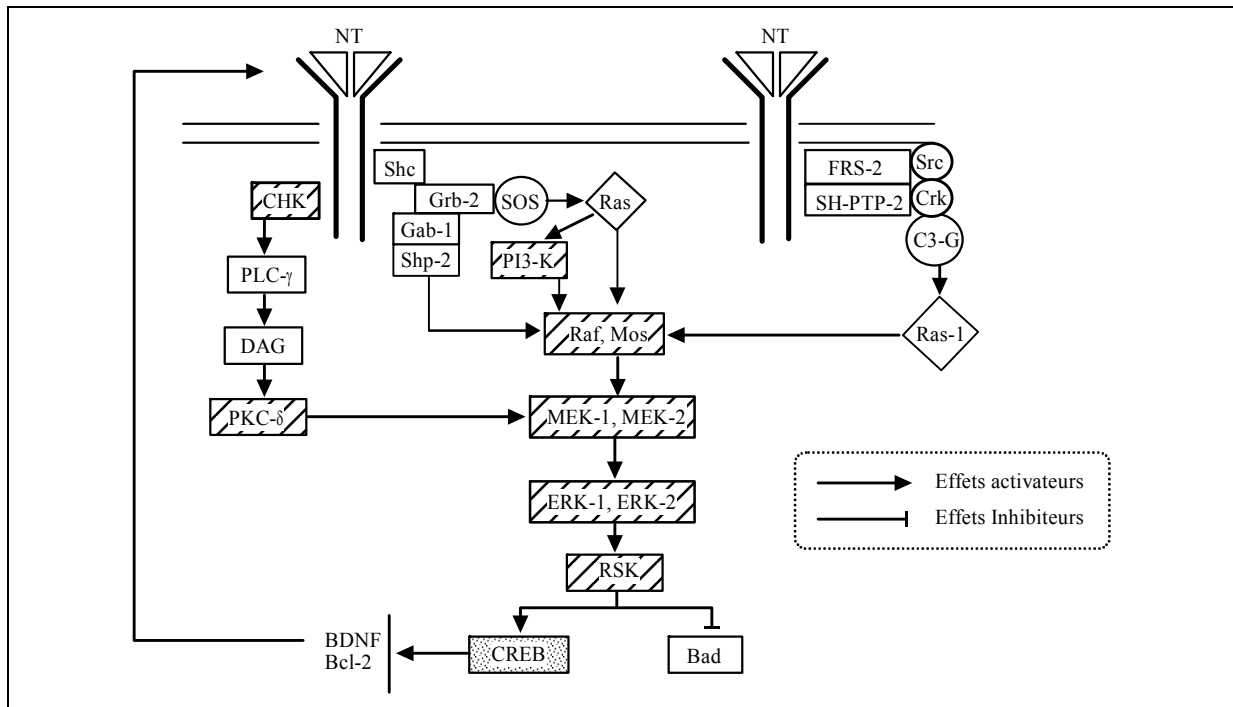 NT
NT
Shc
FRS-2
Src
CHK
Grb-2
SOS
Ras
SH-PTP-2
Crk
Gab-1
C3-G
PLC-γ
Shp-2
PI3-K
DAG
Raf, Mos
Ras-1
PKC-δ
MEK-1, MEK-2
Effets activateurs
ERK-1, ERK-2
Effets Inhibiteurs
RSK
BDNF
Bcl-2
CREB
Bad